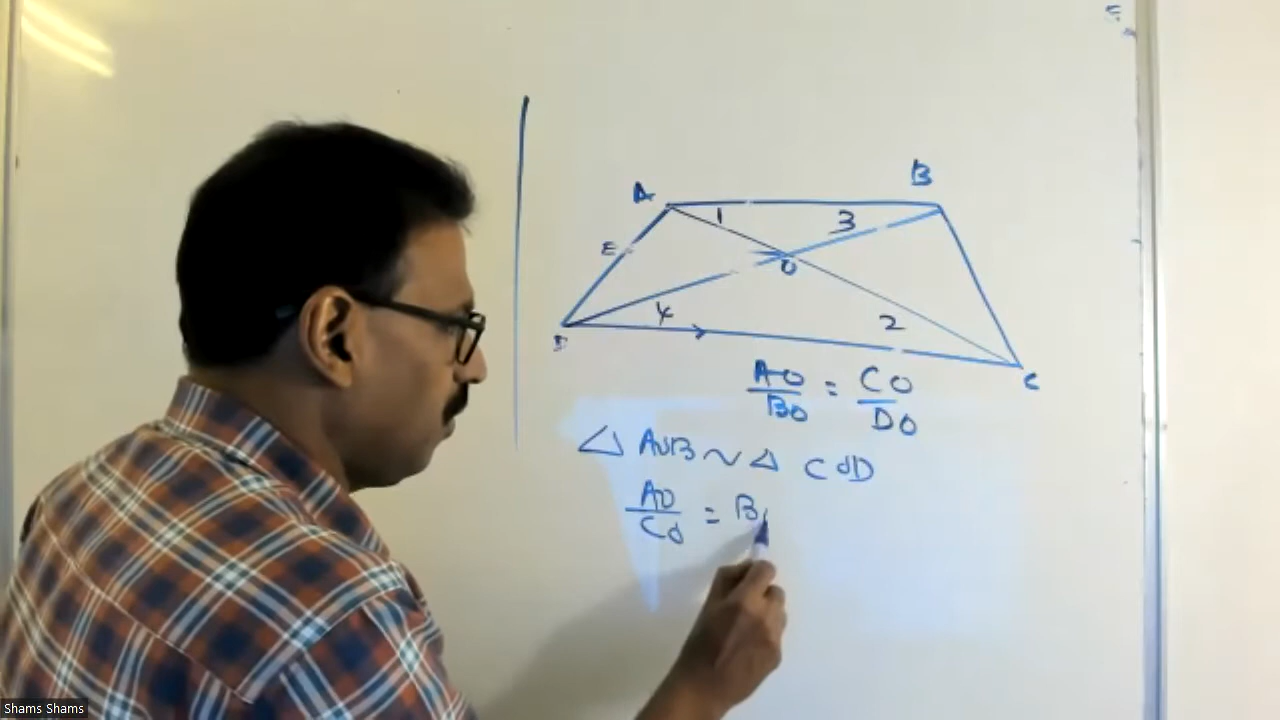 A
B
1
3
E
O
4
2
C
AO/BO = CO/DO
△ AOB ~ △ COD
AO/CO = B
Shams Shams